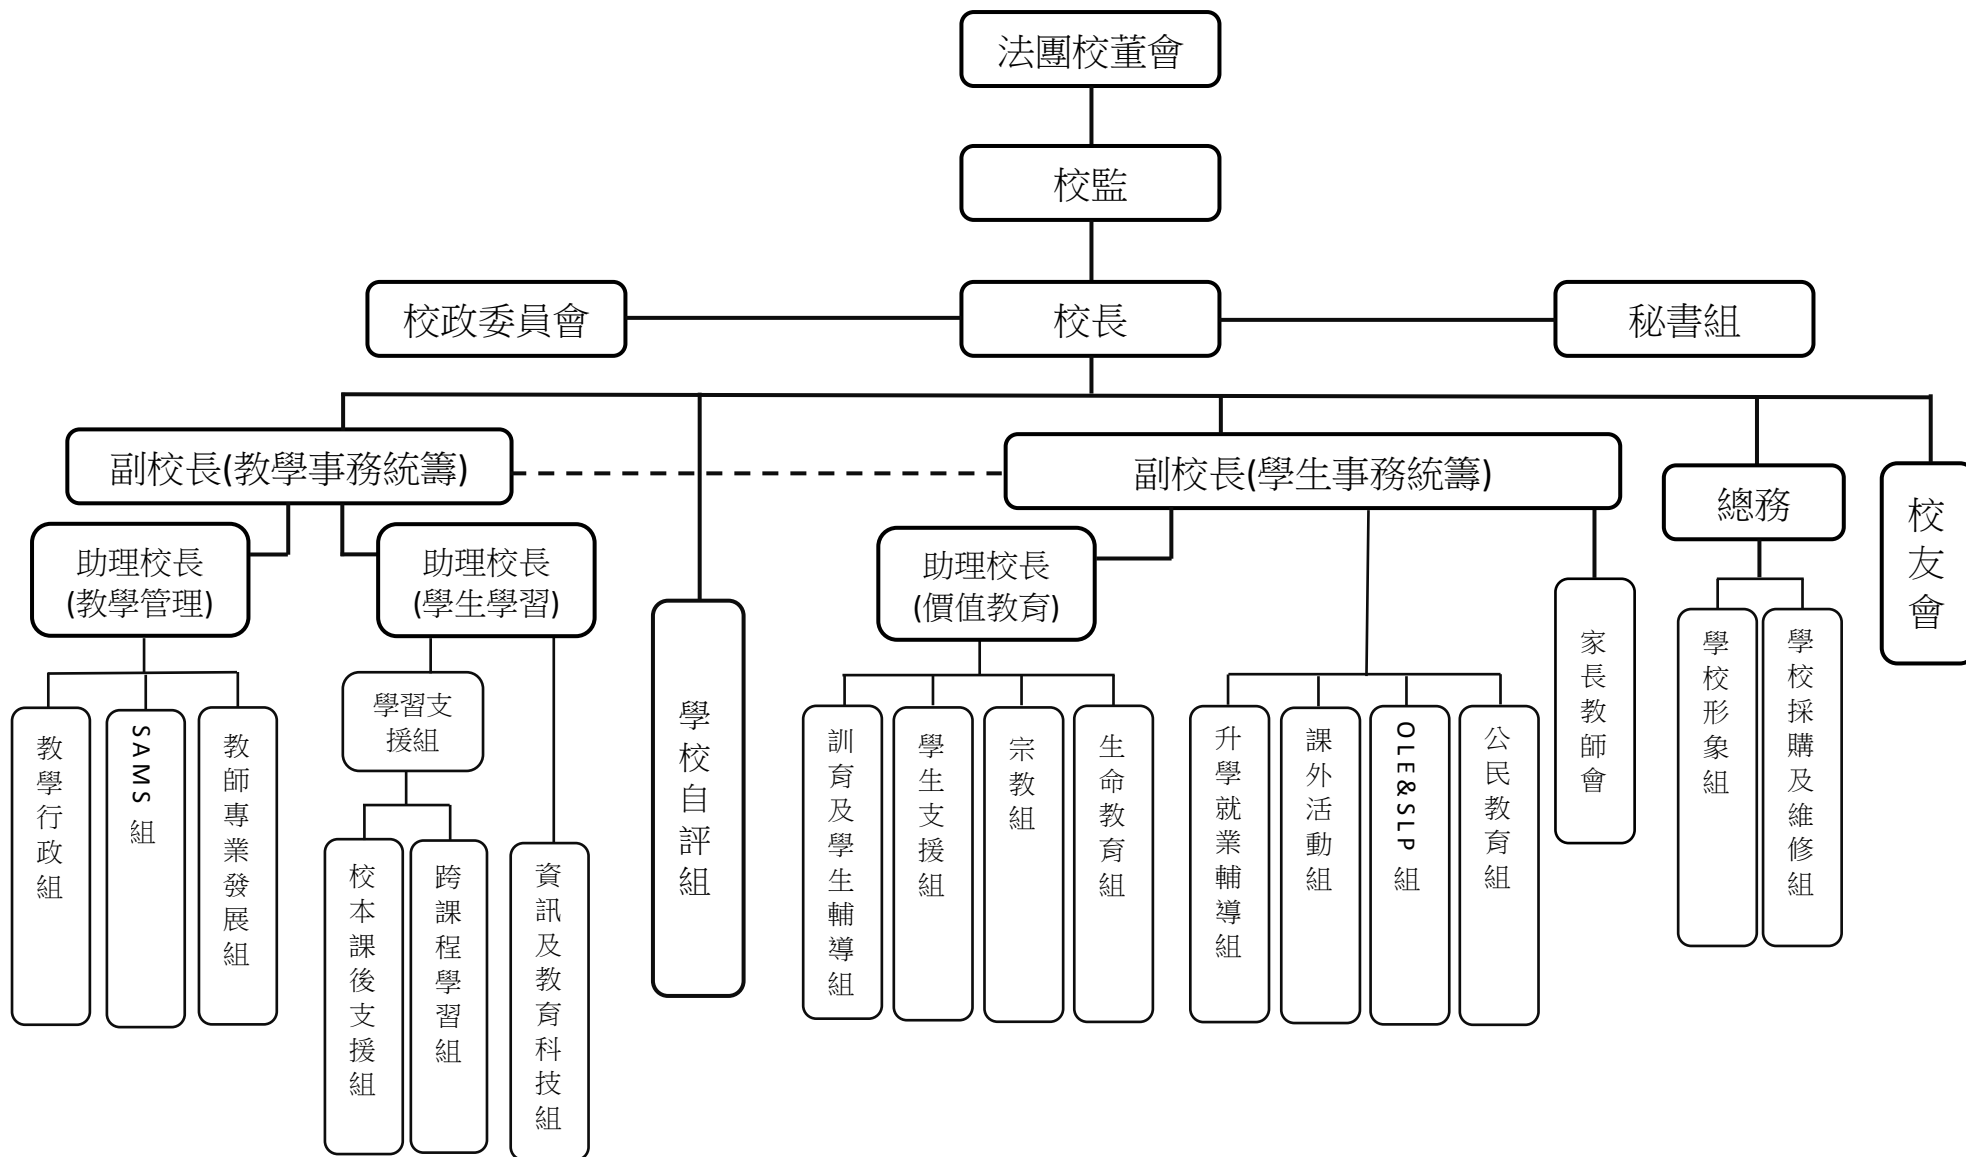 法團校董會
校監
校政委員會
校長
秘書組
副校長(教學事務統籌)
副校長(學生事務統籌)
總務
校友會
助理校長
(教學管理)
助理校長
(學生學習)
助理校長
(價值教育)
學校自評組
家長教師會
學校形象組
學校採購及維修組
學習支
援組
教學行政組
SAMS 組
教師專業發展組
校本課後支援組
跨課程學習組
資訊及教育科技組
訓育及學生輔導組
學生支援組
宗教組
生命教育組
升學就業輔導組
課外活動組
OLE&SLP 組
公民教育組